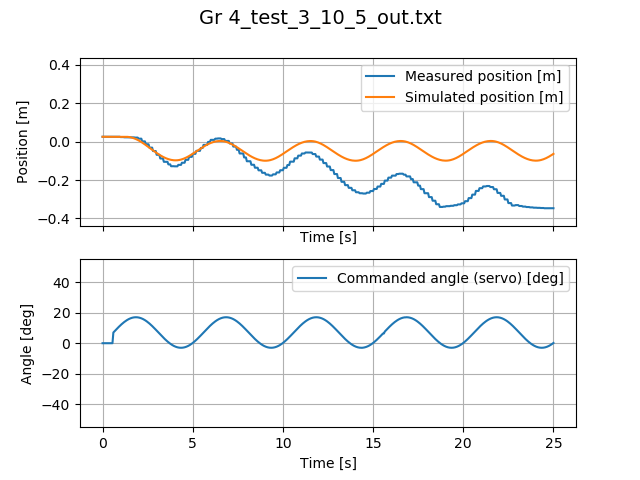 Gr 4_test_3_10_5_out.txt
0.4
0.2
0.0
−0.2
−0.4
Position [m]
Measured position [m]
Simulated position [m]
Time [s]
40
20
0
−20
−40
Angle [deg]
Commanded angle (servo) [deg]
0 5 10 15 20 25
Time [s]